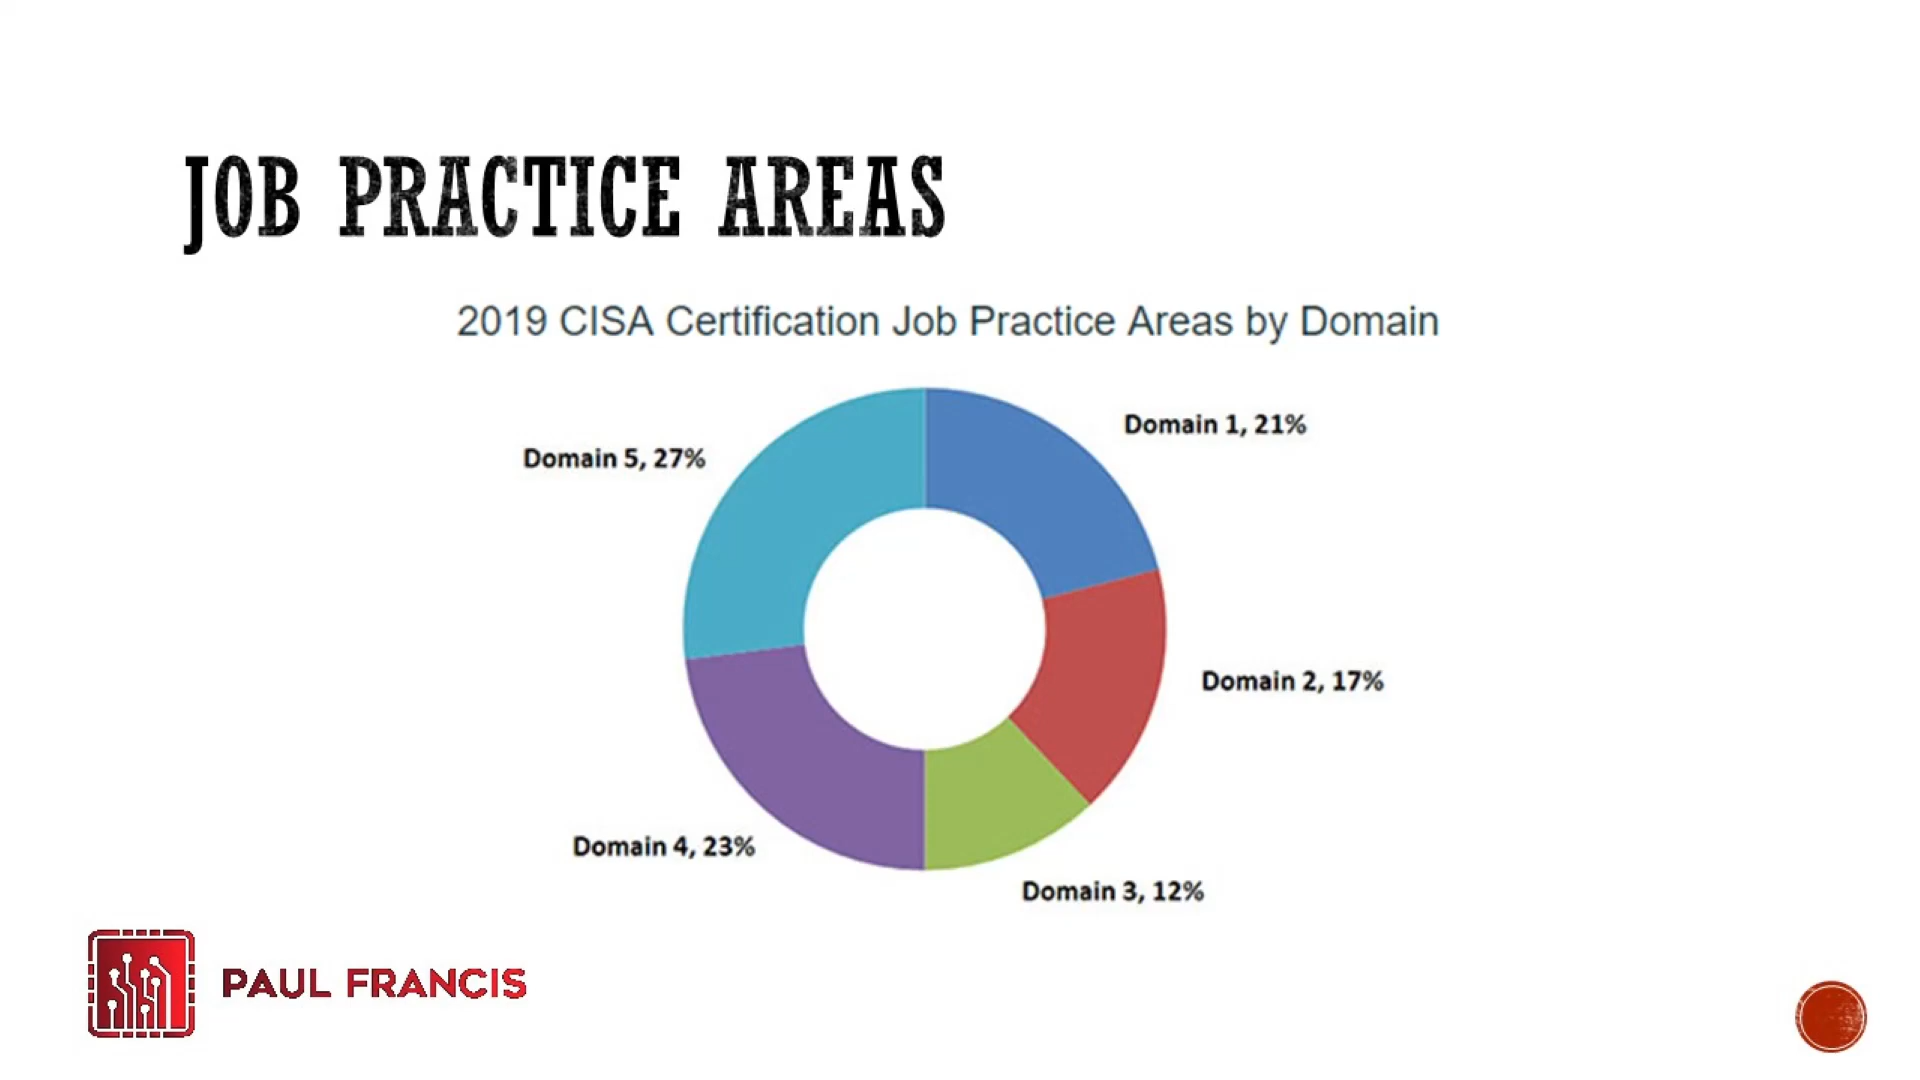 JOB PRACTICE AREAS
2019 CISA Certification Job Practice Areas by Domain
Domain 1, 21%
Domain 5, 27%
Domain 2, 17%
Domain 4, 23%
Domain 3, 12%
PAUL FRANCIS